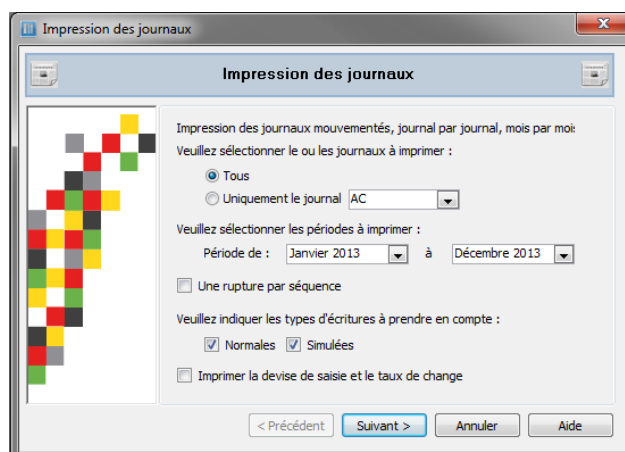 Impression des journaux
Impression des journaux
Impression des journaux mouvementés, journal par journal, mois par mois
Veuillez sélectionner le ou les journaux à imprimer :
Tous
Uniquement le journal AC
Veuillez sélectionner les périodes à imprimer :
Période de : Janvier 2013 à Décembre 2013
Une rupture par séquence
Veuillez indiquer les types d'écritures à prendre en compte :
Normales Simulées
Imprimer la devise de saisie et le taux de change
< Précédent Suivant > Annuler Aide